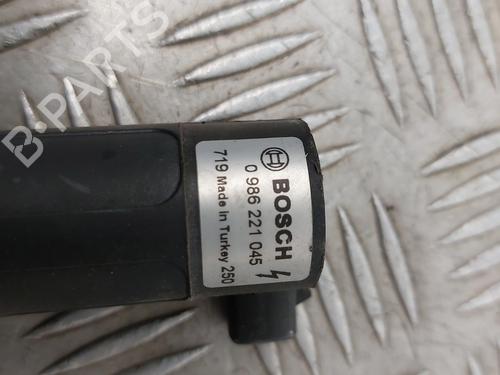 BOSCH
0 986 221 045
719 Made in Turkey 250
B-PARTS